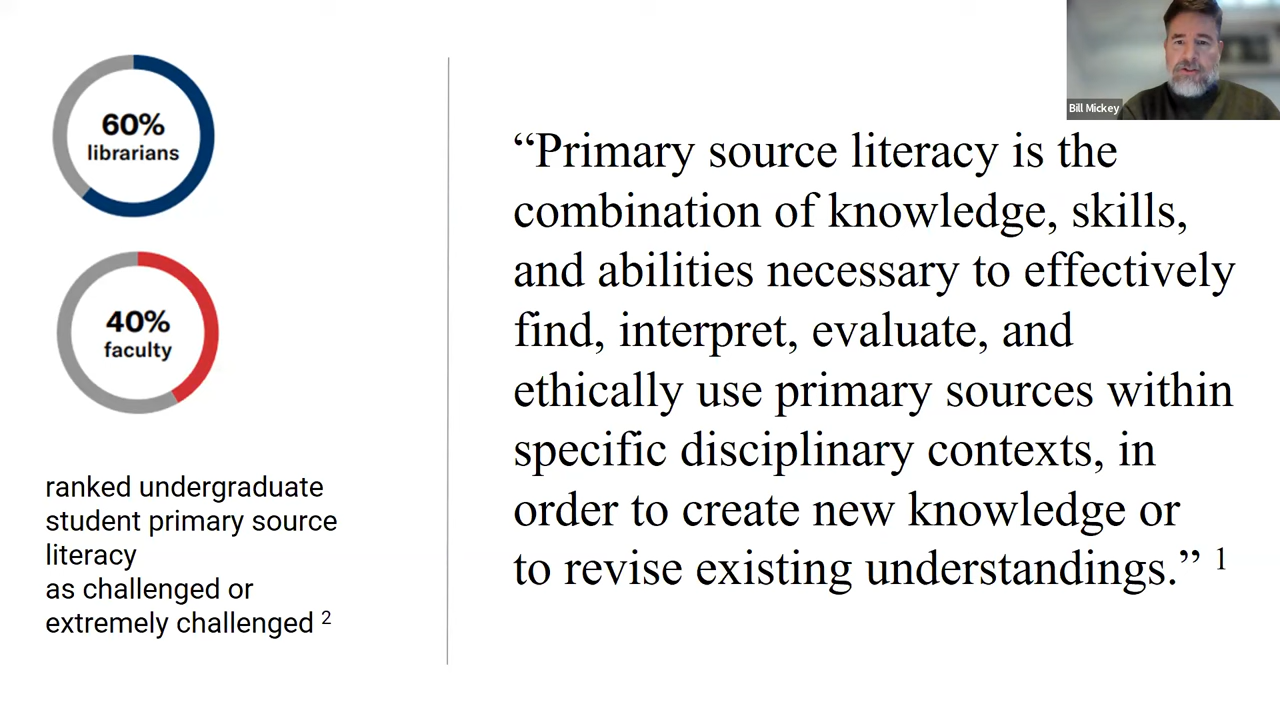 60%
librarians
40%
faculty
ranked undergraduate
student primary source
literacy
as challenged or
extremely challenged 2
“Primary source literacy is the
combination of knowledge, skills,
and abilities necessary to effectively
find, interpret, evaluate, and
ethically use primary sources within
specific disciplinary contexts, in
order to create new knowledge or
to revise existing understandings.” 1
Bill Mickey